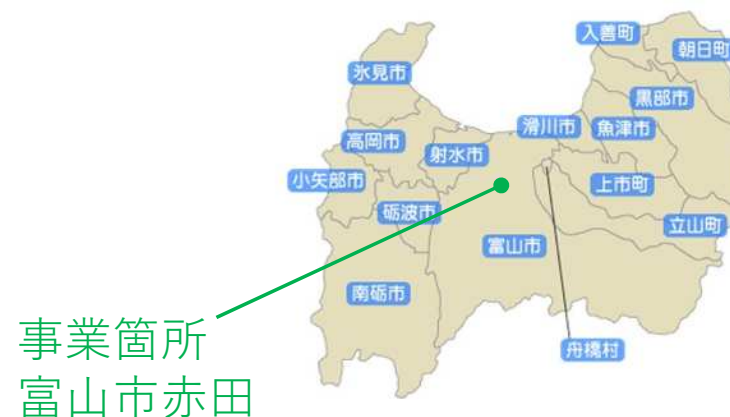 入善町
朝日町
氷見市
黒部市
滑川市
魚津市
高岡市
射水市
小矢部市
上市町
砺波市
立山町
富山市
南砺市
舟橋村
事業箇所
富山市赤田